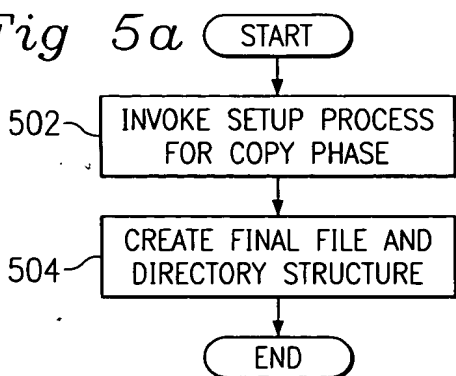 Fig 5a
START
502
INVOKE SETUP PROCESS
FOR COPY PHASE
504
CREATE FINAL FILE AND
DIRECTORY STRUCTURE
END